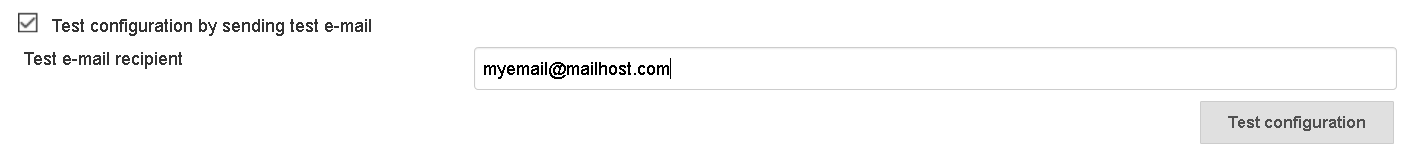 Test configuration by sending test e-mail
Test e-mail recipient
myemail@mailhost.com
Test configuration